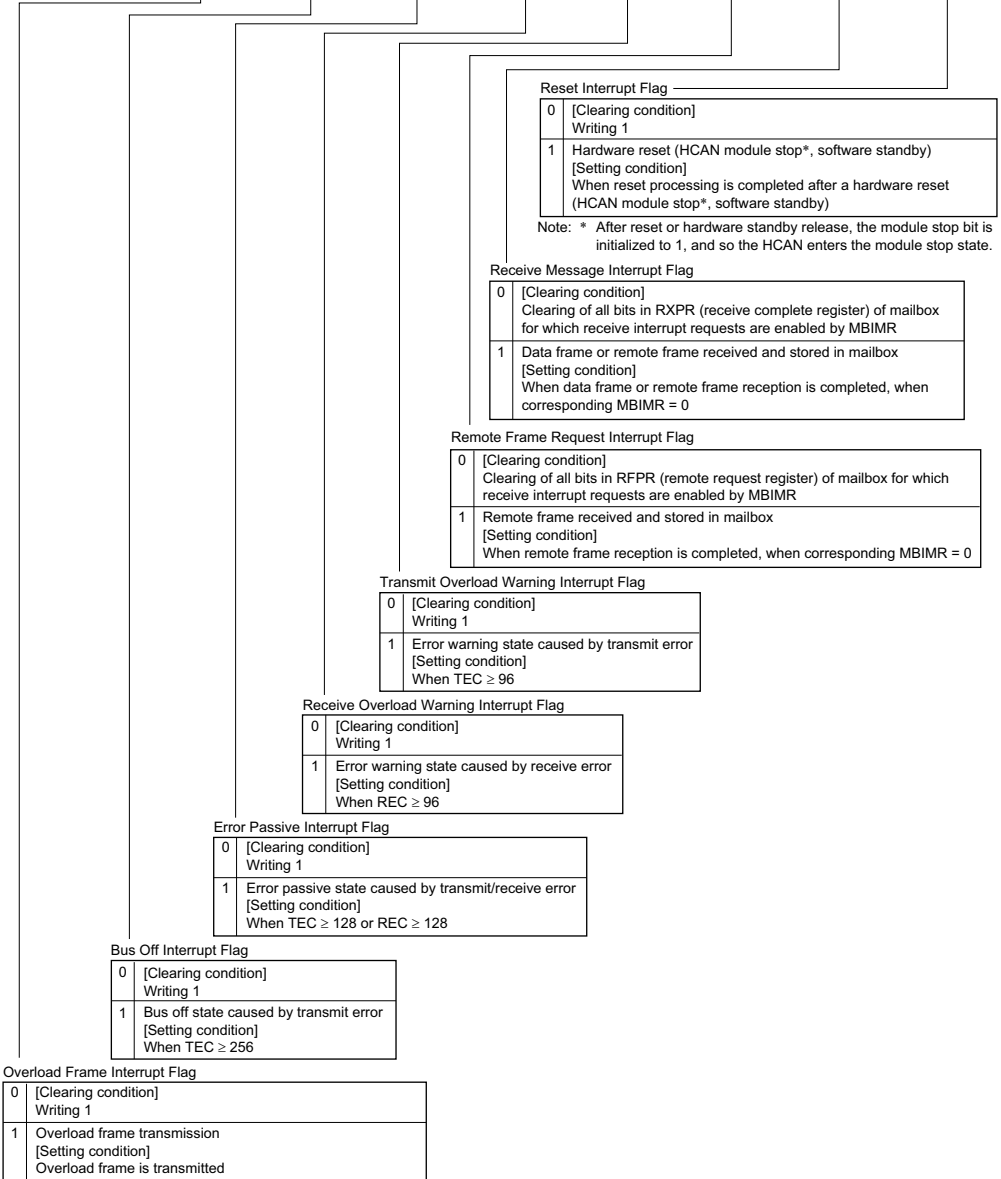 Reset Interrupt Flag
0 [Clearing condition]
Writing 1
1 Hardware reset (HCAN module stop*, software standby)
[Setting condition]
When reset processing is completed after a hardware reset
(HCAN module stop*, software standby)
Note: * After reset or hardware standby release, the module stop bit is
initialized to 1, and so the HCAN enters the module stop state.
Receive Message Interrupt Flag
0 [Clearing condition]
Clearing of all bits in RXPR (receive complete register) of mailbox
for which receive interrupt requests are enabled by MBIMR
1 Data frame or remote frame received and stored in mailbox
[Setting condition]
When data frame or remote frame reception is completed, when
corresponding MBIMR = 0
Remote Frame Request Interrupt Flag
0 [Clearing condition]
Clearing of all bits in RFPR (remote request register) of mailbox for which
receive interrupt requests are enabled by MBIMR
1 Remote frame received and stored in mailbox
[Setting condition]
When remote frame reception is completed, when corresponding MBIMR = 0
Transmit Overload Warning Interrupt Flag
0 [Clearing condition]
Writing 1
1 Error warning state caused by transmit error
[Setting condition]
When TEC ≥ 96
Receive Overload Warning Interrupt Flag
0 [Clearing condition]
Writing 1
1 Error warning state caused by receive error
[Setting condition]
When REC ≥ 96
Error Passive Interrupt Flag
0 [Clearing condition]
Writing 1
1 Error passive state caused by transmit/receive error
[Setting condition]
When TEC ≥ 128 or REC ≥ 128
Bus Off Interrupt Flag
0 [Clearing condition]
Writing 1
1 Bus off state caused by transmit error
[Setting condition]
When TEC ≥ 256
Overload Frame Interrupt Flag
0 [Clearing condition]
Writing 1
1 Overload frame transmission
[Setting condition]
Overload frame is transmitted